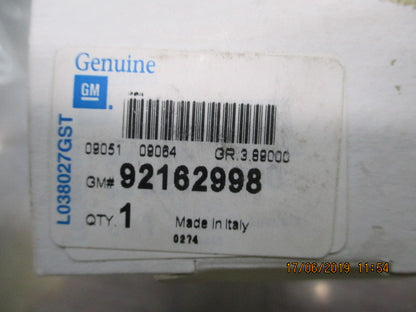 Genuine
GM
L038027GST
09051 09064 GR.3.89000
GM# 92162998
QTY. 1 Made in Italy
0274
17/06/2019 11:54